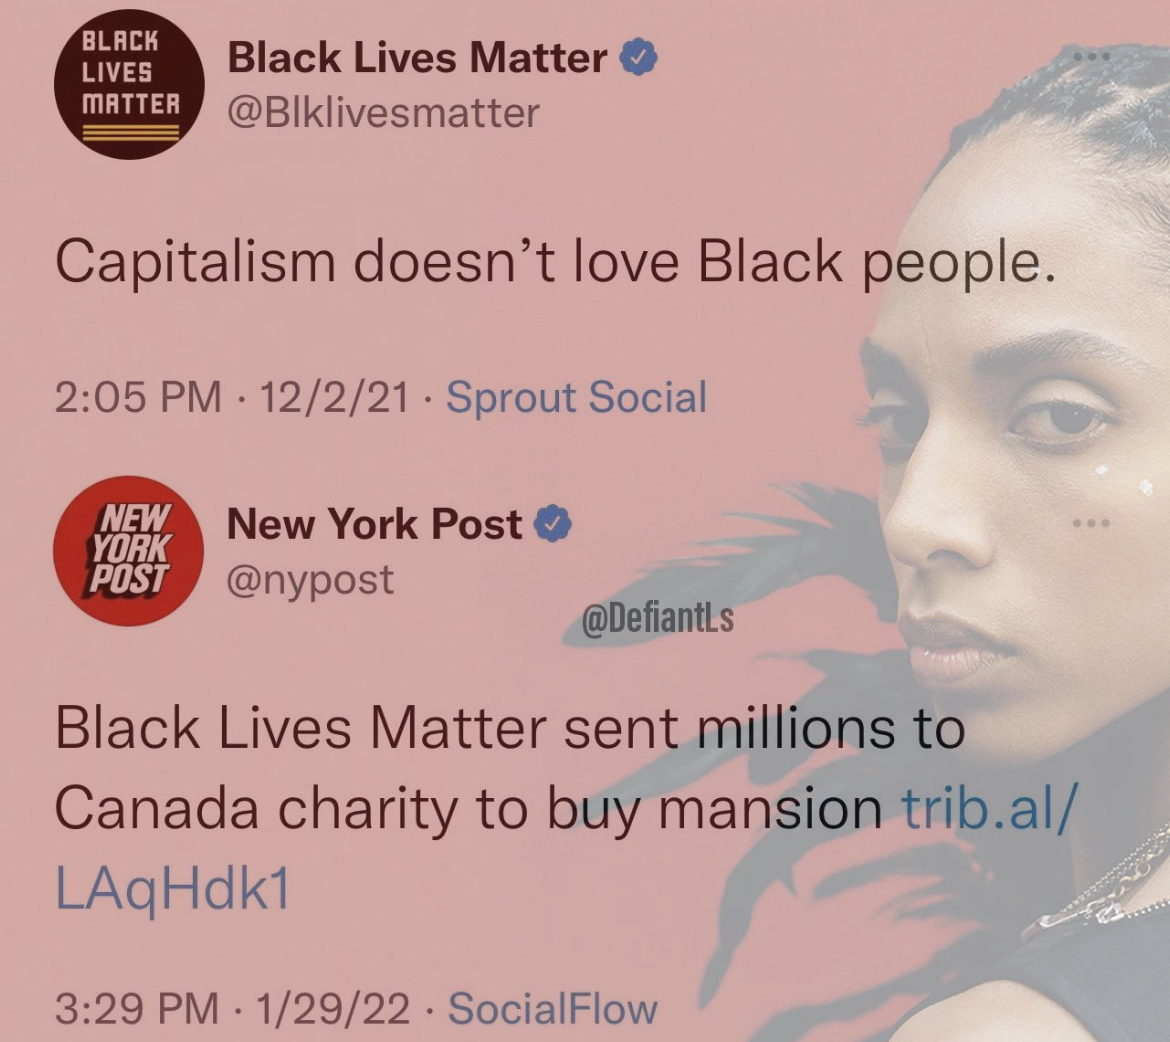 BLACK
LIVES
MATTER
Black Lives Matter
@Blklivesmatter
Capitalism doesn't love Black people.
2:05 PM · 12/2/21 · Sprout Social
NEW
YORK
POST
New York Post
@nypost
@DefiantLs
Black Lives Matter sent millions to
Canada charity to buy mansion trib.al/
LAqHdk1
3:29 PM · 1/29/22 · SocialFlow